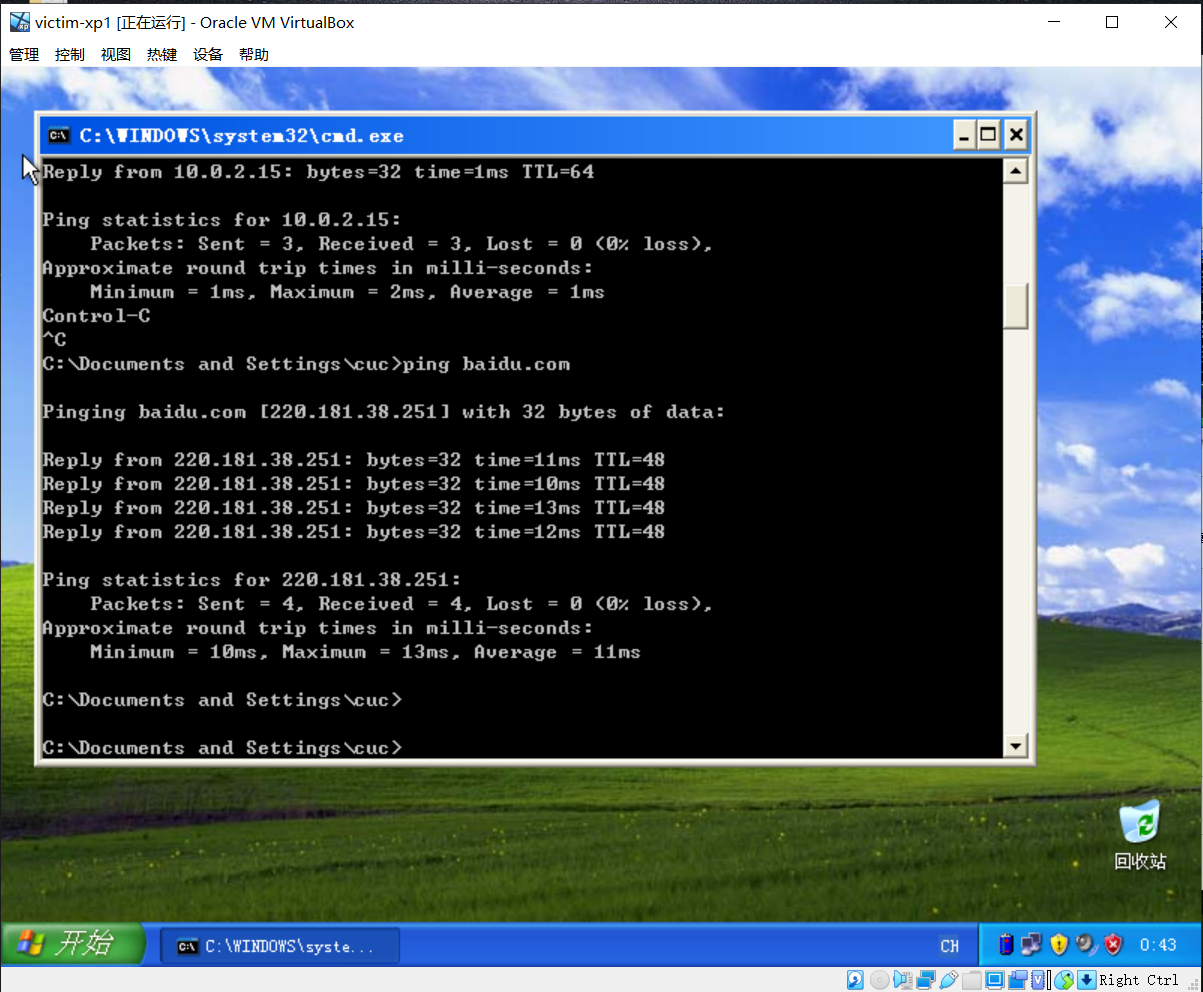 victim-xp1 [正在运行] - Oracle VM VirtualBox
管理 控制 视图 热键 设备 帮助
C:\WINDOWS\system32\cmd.exe
Reply from 10.0.2.15: bytes=32 time=1ms TTL=64
Ping statistics for 10.0.2.15:
Packets: Sent = 3, Received = 3, Lost = 0 (0% loss),
Approximate round trip times in milli-seconds:
Minimum = 1ms, Maximum = 2ms, Average = 1ms
Control-C
^C
C:\Documents and Settings\cuc>ping baidu.com
Pinging baidu.com [220.181.38.251] with 32 bytes of data:
Reply from 220.181.38.251: bytes=32 time=11ms TTL=48
Reply from 220.181.38.251: bytes=32 time=10ms TTL=48
Reply from 220.181.38.251: bytes=32 time=13ms TTL=48
Reply from 220.181.38.251: bytes=32 time=12ms TTL=48
Ping statistics for 220.181.38.251:
Packets: Sent = 4, Received = 4, Lost = 0 (0% loss),
Approximate round trip times in milli-seconds:
Minimum = 10ms, Maximum = 13ms, Average = 11ms
C:\Documents and Settings\cuc>
C:\Documents and Settings\cuc>
回收站
开始 C:\WINDOWS\syste... CH 0:43
Right Ctrl